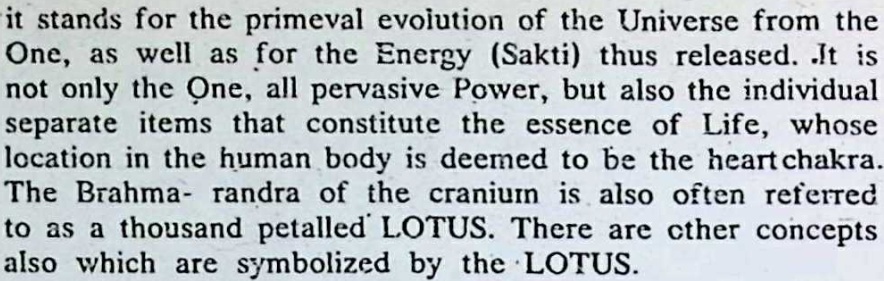 it stands for the primeval evolution of the Universe from the
One, as well as for the Energy (Sakti) thus released. It is
not only the One, all pervasive Power, but also the individual
separate items that constitute the essence of Life, whose
location in the human body is deemed to be the heart chakra.
The Brahma- randra of the cranium is also often referred
to as a thousand petalled LOTUS. There are other concepts
also which are symbolized by the LOTUS.